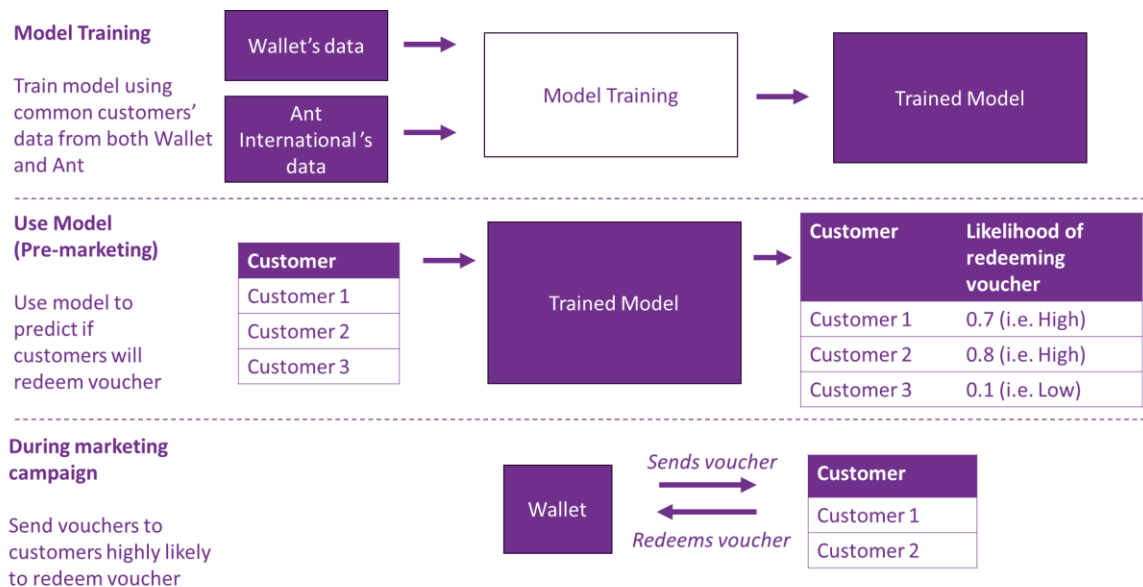 Model Training
Train model using
common customers'
data from both Wallet
and Ant
Wallet's data
Ant
International's
data
Model Training
Trained Model
Use Model
(Pre-marketing)
Use model to
predict if
customers will
redeem voucher
Customer
Customer 1
Customer 2
Customer 3
Trained Model
Customer
Likelihood of
redeeming
voucher
Customer 1
0.7 (i.e. High)
Customer 2
0.8 (i.e. High)
Customer 3
0.1 (i.e. Low)
During marketing
campaign
Send vouchers to
customers highly likely
to redeem voucher
Wallet
Sends voucher
Redeems voucher
Customer
Customer 1
Customer 2